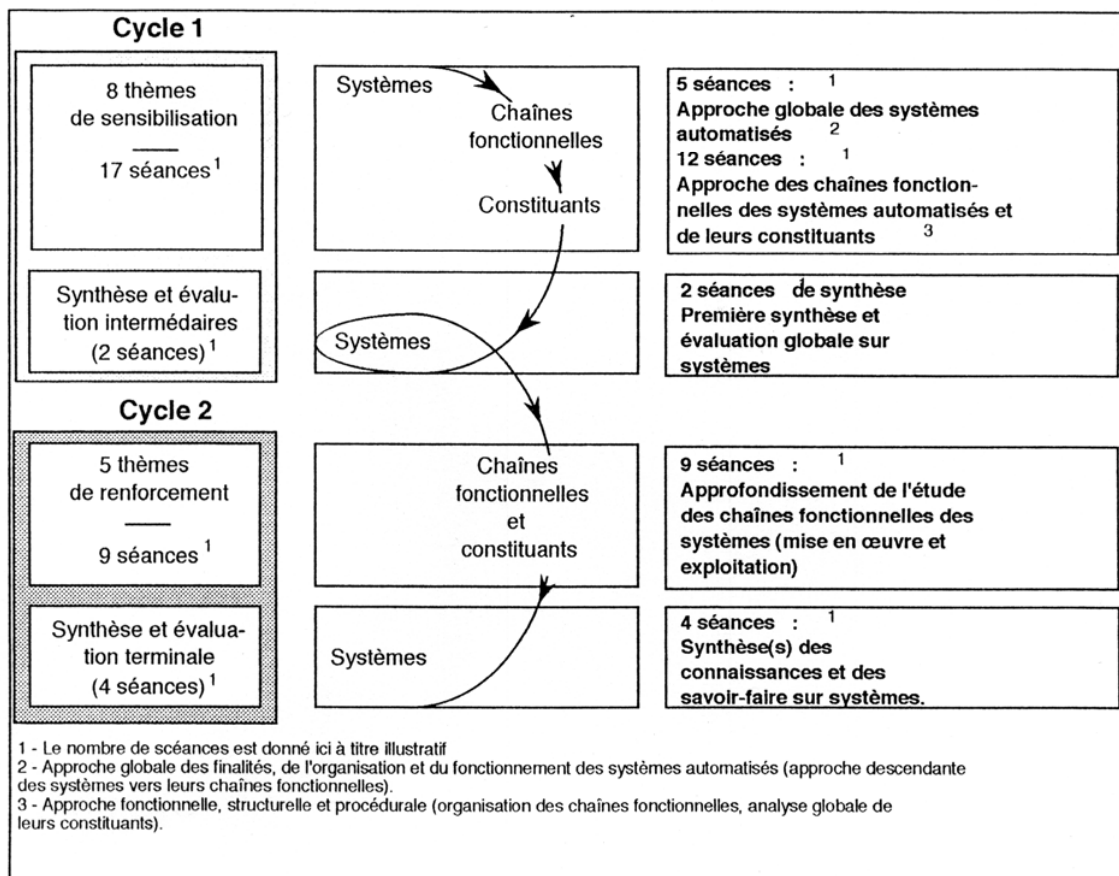 Cycle 1
8 thèmes
de sensibilisation
17 séances 1
Systèmes
Chaînes
fonctionnelles
Constituants
5 séances : 1
Approche globale des systèmes
automatisés 2
12 séances : 1
Approche des chaînes fonction-
nelles des systèmes automatisés et
de leurs constituants 3
Synthèse et évalu-
tion intermédaires
(2 séances) 1
Systèmes
2 séances de synthèse
Première synthèse et
évaluation globale sur
systèmes
Cycle 2
5 thèmes
de renforcement
9 séances 1
Chaînes
fonctionnelles
et
constituants
9 séances : 1
Approfondissement de l'étude
des chaînes fonctionnelles des
systèmes (mise en œuvre et
exploitation)
Synthèse et évalua-
tion terminale
(4 séances) 1
Systèmes
4 séances : 1
Synthèse(s) des
connaissances et des
savoir-faire sur systèmes.
1 - Le nombre de scéances est donné ici à titre illustratif
2 - Approche globale des finalités, de l'organisation et du fonctionnement des systèmes automatisés (approche descendante
des systèmes vers leurs chaînes fonctionnelles).
3 - Approche fonctionnelle, structurelle et procédurale (organisation des chaînes fonctionnelles, analyse globale de
leurs constituants).